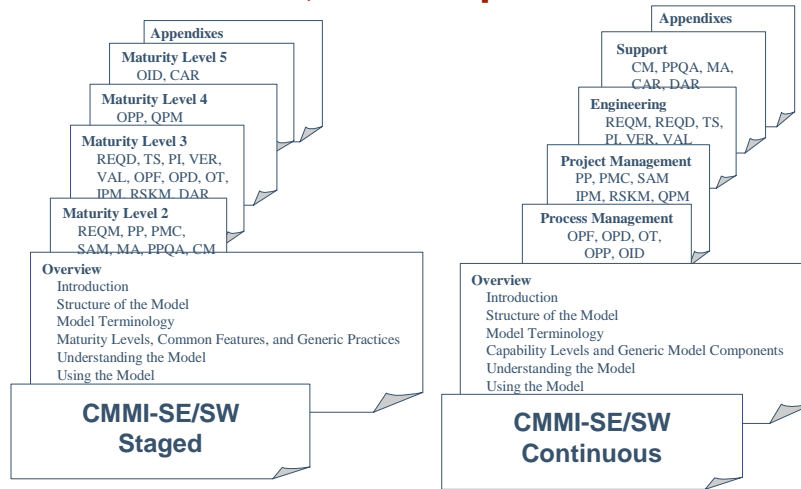 Appendixes
Maturity Level 5
OID, CAR
Maturity Level 4
OPP, QPM
Maturity Level 3
REQD, TS, PI, VER,
VAL, OPF, OPD, OT,
IPM, RSKM, DAR
Maturity Level 2
REQM, PP, PMC,
SAM, MA, PPQA, CM
Overview
Introduction
Structure of the Model
Model Terminology
Maturity Levels, Common Features, and Generic Practices
Understanding the Model
Using the Model
CMMI-SE/SW
Staged
Appendixes
Support
CM, PPQA, MA,
CAR, DAR
Engineering
REQM, REQD, TS,
PI, VER, VAL
Project Management
PP, PMC, SAM
IPM, RSKM, QPM
Process Management
OPF, OPD, OT,
OPP, OID
Overview
Introduction
Structure of the Model
Model Terminology
Capability Levels and Generic Model Components
Understanding the Model
Using the Model
CMMI-SE/SW
Continuous